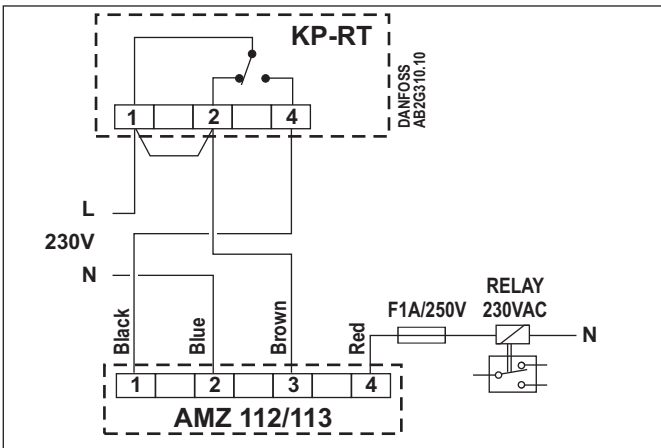 KP-RT
DANFOSS
AB2G310.10
1 2 4
L
230V
N
Black
Blue
Brown
Red
F1A/250V
RELAY
230VAC
N
1 2 3 4
AMZ 112/113